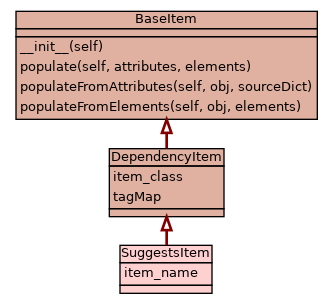 BaseItem
__init__(self)
populate(self, attributes, elements)
populateFromAttributes(self, obj, sourceDict)
populateFromElements(self, obj, elements)
DependencyItem
item_class
tagMap
SuggestsItem
item_name